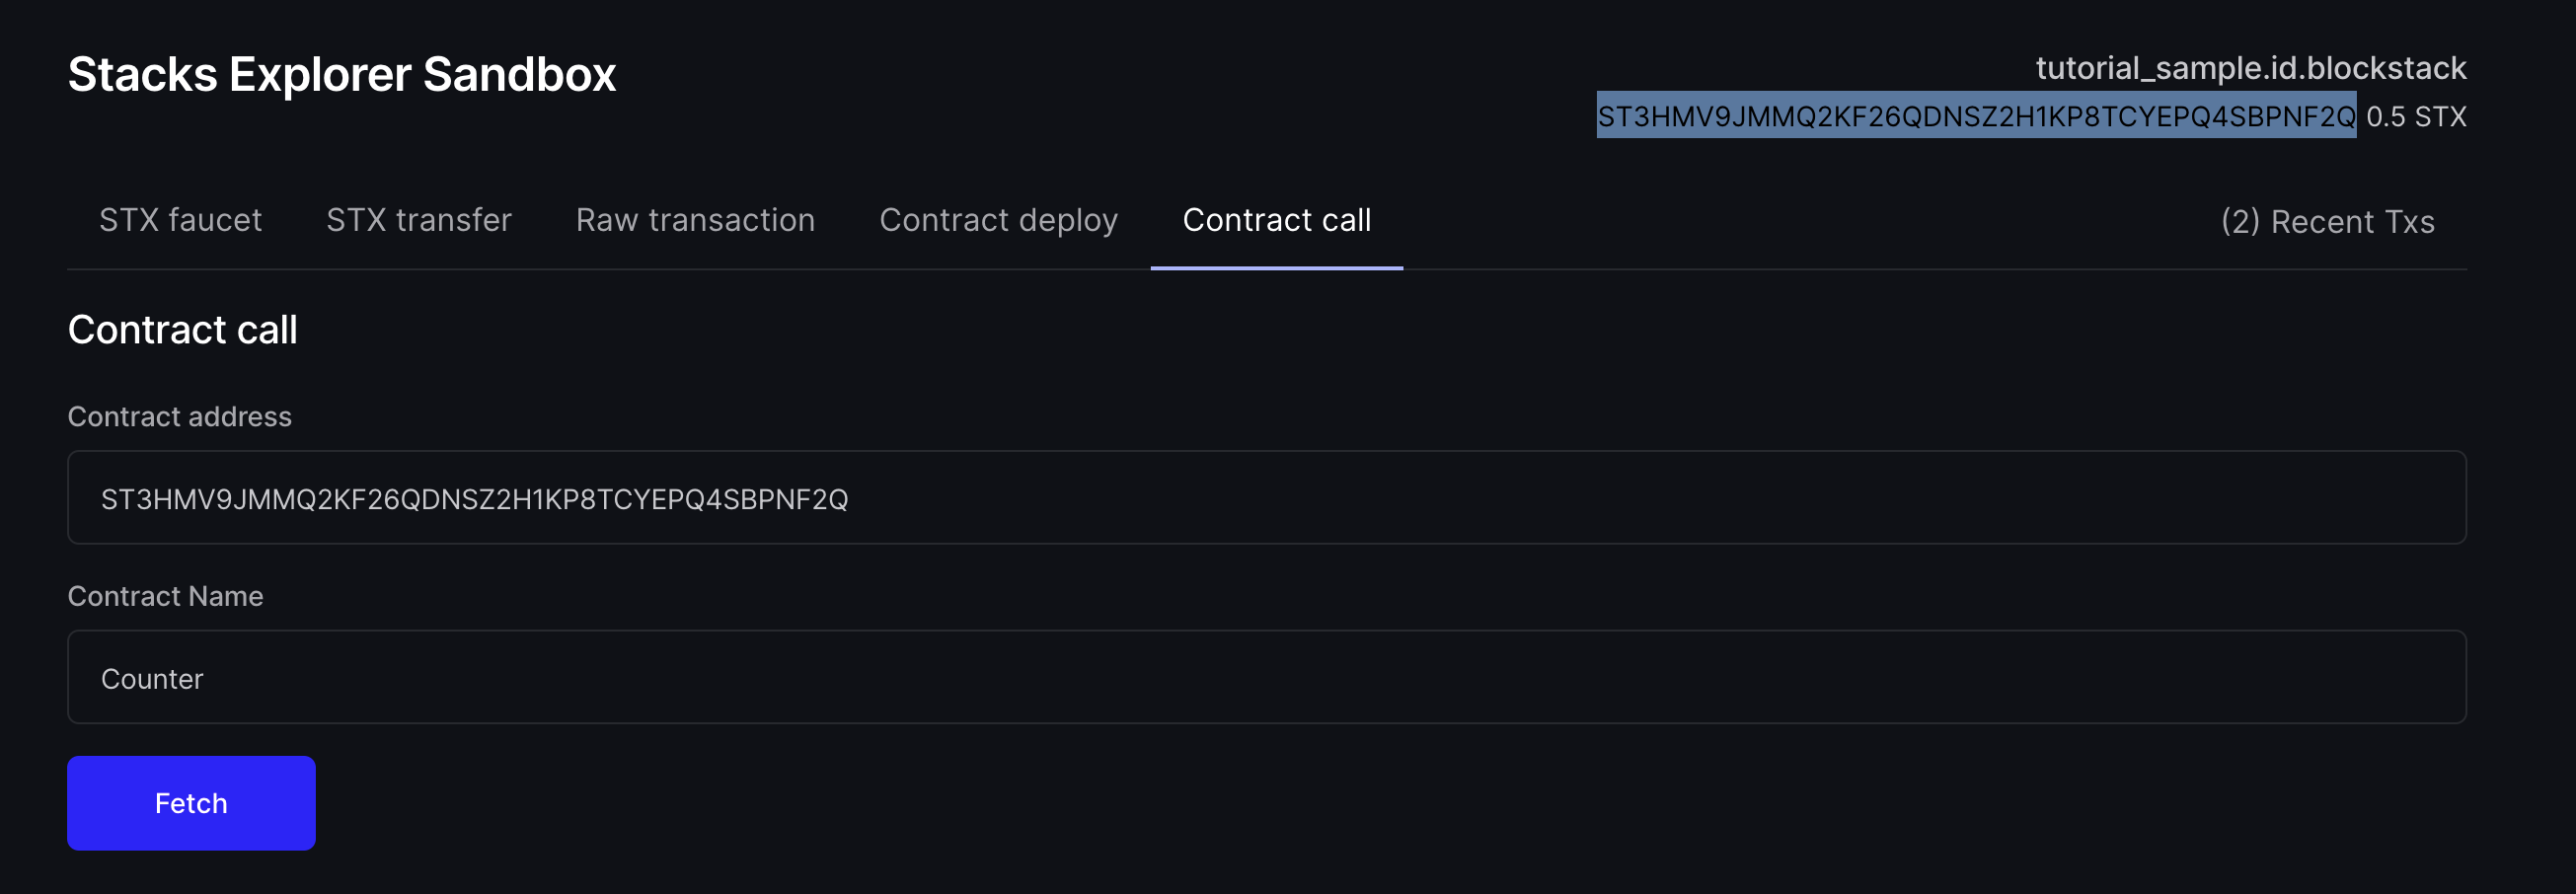 Stacks Explorer Sandbox
tutorial_sample.id.blockstack
ST3HMV9JMMQ2KF26QDNSZ2H1KP8TCYEPQ4SBPNF2Q 0.5 STX
STX faucet STX transfer Raw transaction Contract deploy Contract call (2) Recent Txs
Contract call
Contract address
ST3HMV9JMMQ2KF26QDNSZ2H1KP8TCYEPQ4SBPNF2Q
Contract Name
Counter
Fetch